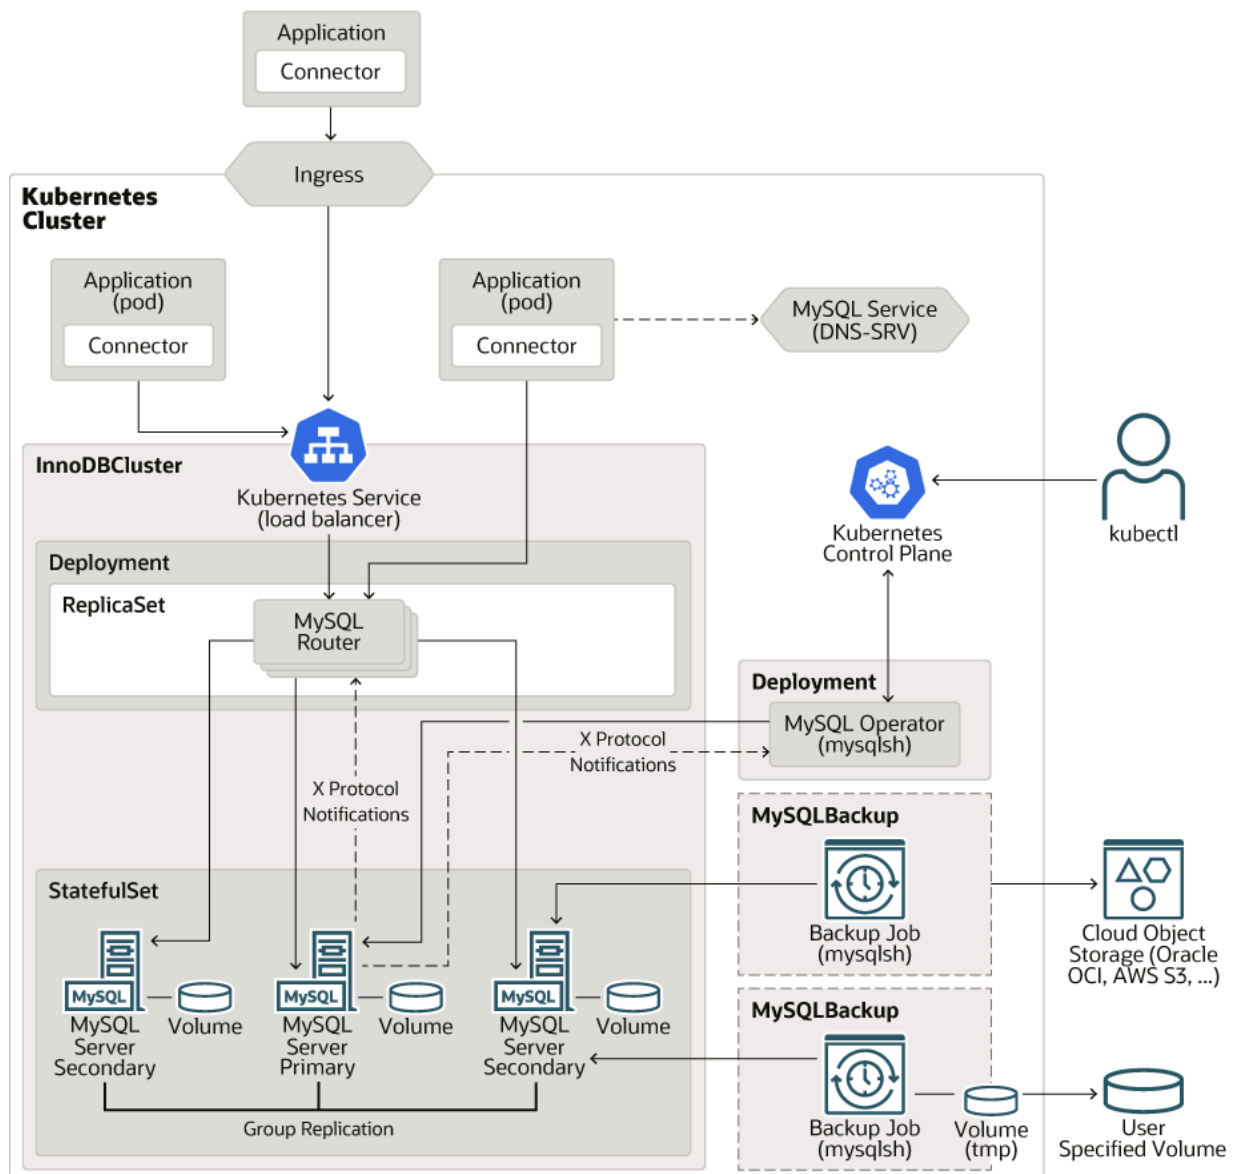 Application
Connector
Ingress
Kubernetes
Cluster
Application
(pod)
Connector
Application
(pod)
Connector
MySQL Service
(DNS-SRV)
InnoDBCluster
Kubernetes Service
(load balancer)
Kubernetes
Control Plane
kubectl
Deployment
ReplicaSet
MySQL
Router
Deployment
MySQL Operator
(mysqlsh)
X Protocol
Notifications
X Protocol
Notifications
MySQLBackup
Backup Job
(mysqlsh)
Cloud Object
Storage (Oracle
OCI, AWS S3, ...)
StatefulSet
MySQL
MySQL
Server
Secondary
Volume
MySQL
MySQL
Server
Primary
Volume
MySQL
MySQL
Server
Secondary
Volume
Group Replication
MySQLBackup
Backup Job
(mysqlsh)
Volume
(tmp)
User
Specified Volume